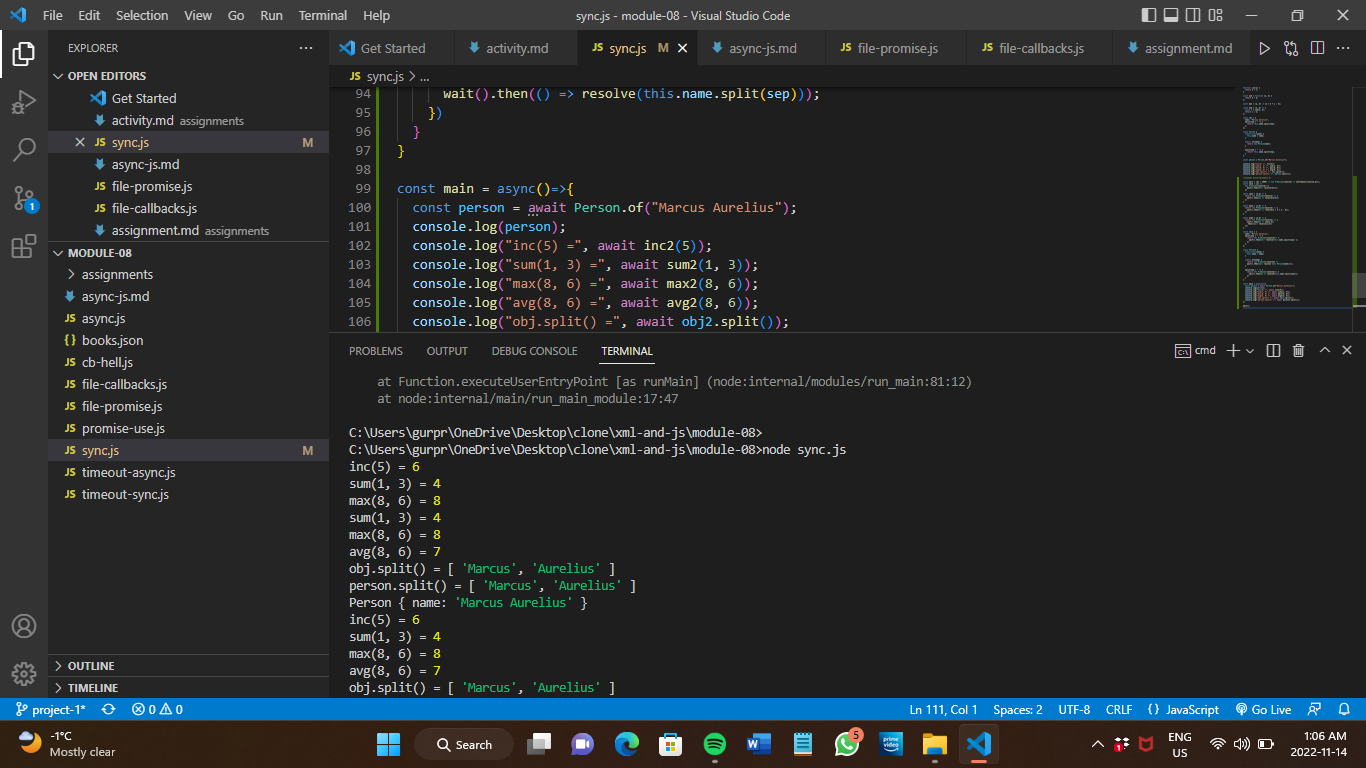 File Edit Selection View Go Run Terminal Help
sync.js - module-08 - Visual Studio Code
EXPLORER
OPEN EDITORS
Get Started
activity.md assignments
JS sync.js M
async-js.md
JS file-promise.js
JS file-callbacks.js
assignment.md assignments
MODULE-08
assignments
async-js.md
JS async.js
{} books.json
JS cb-hell.js
JS file-callbacks.js
JS file-promise.js
JS promise-use.js
JS sync.js M
JS timeout-async.js
JS timeout-sync.js
OUTLINE
TIMELINE
1
Get Started activity.md JS sync.js M async-js.md JS file-promise.js JS file-callbacks.js assignment.md
JS sync.js > ...
94 wait().then(() => resolve(this.name.split(sep)));
95 })
96 }
97 }
98
99 const main = async()=>{
100 const person = await Person.of("Marcus Aurelius");
101 console.log(person);
102 console.log("inc(5) =", await inc2(5));
103 console.log("sum(1, 3) =", await sum2(1, 3));
104 console.log("max(8, 6) =", await max2(8, 6));
105 console.log("avg(8, 6) =", await avg2(8, 6));
106 console.log("obj.split() =", await obj2.split());
PROBLEMS OUTPUT DEBUG CONSOLE TERMINAL
cmd
at Function.executeUserEntryPoint [as runMain] (node:internal/modules/run_main:81:12)
at node:internal/main/run_main_module:17:47
C:\Users\gurpr\OneDrive\Desktop\clone\xml-and-js\module-08>
C:\Users\gurpr\OneDrive\Desktop\clone\xml-and-js\module-08>node sync.js
inc(5) = 6
sum(1, 3) = 4
max(8, 6) = 8
sum(1, 3) = 4
max(8, 6) = 8
avg(8, 6) = 7
obj.split() = [ 'Marcus', 'Aurelius' ]
person.split() = [ 'Marcus', 'Aurelius' ]
Person { name: 'Marcus Aurelius' }
inc(5) = 6
sum(1, 3) = 4
max(8, 6) = 8
avg(8, 6) = 7
obj.split() = [ 'Marcus', 'Aurelius' ]
project-1* 0 0 Ln 111, Col 1 Spaces: 2 UTF-8 CRLF {} JavaScript Go Live
-1°C
Mostly clear
Search
prime video
5
1
ENG
US
1:06 AM
2022-11-14